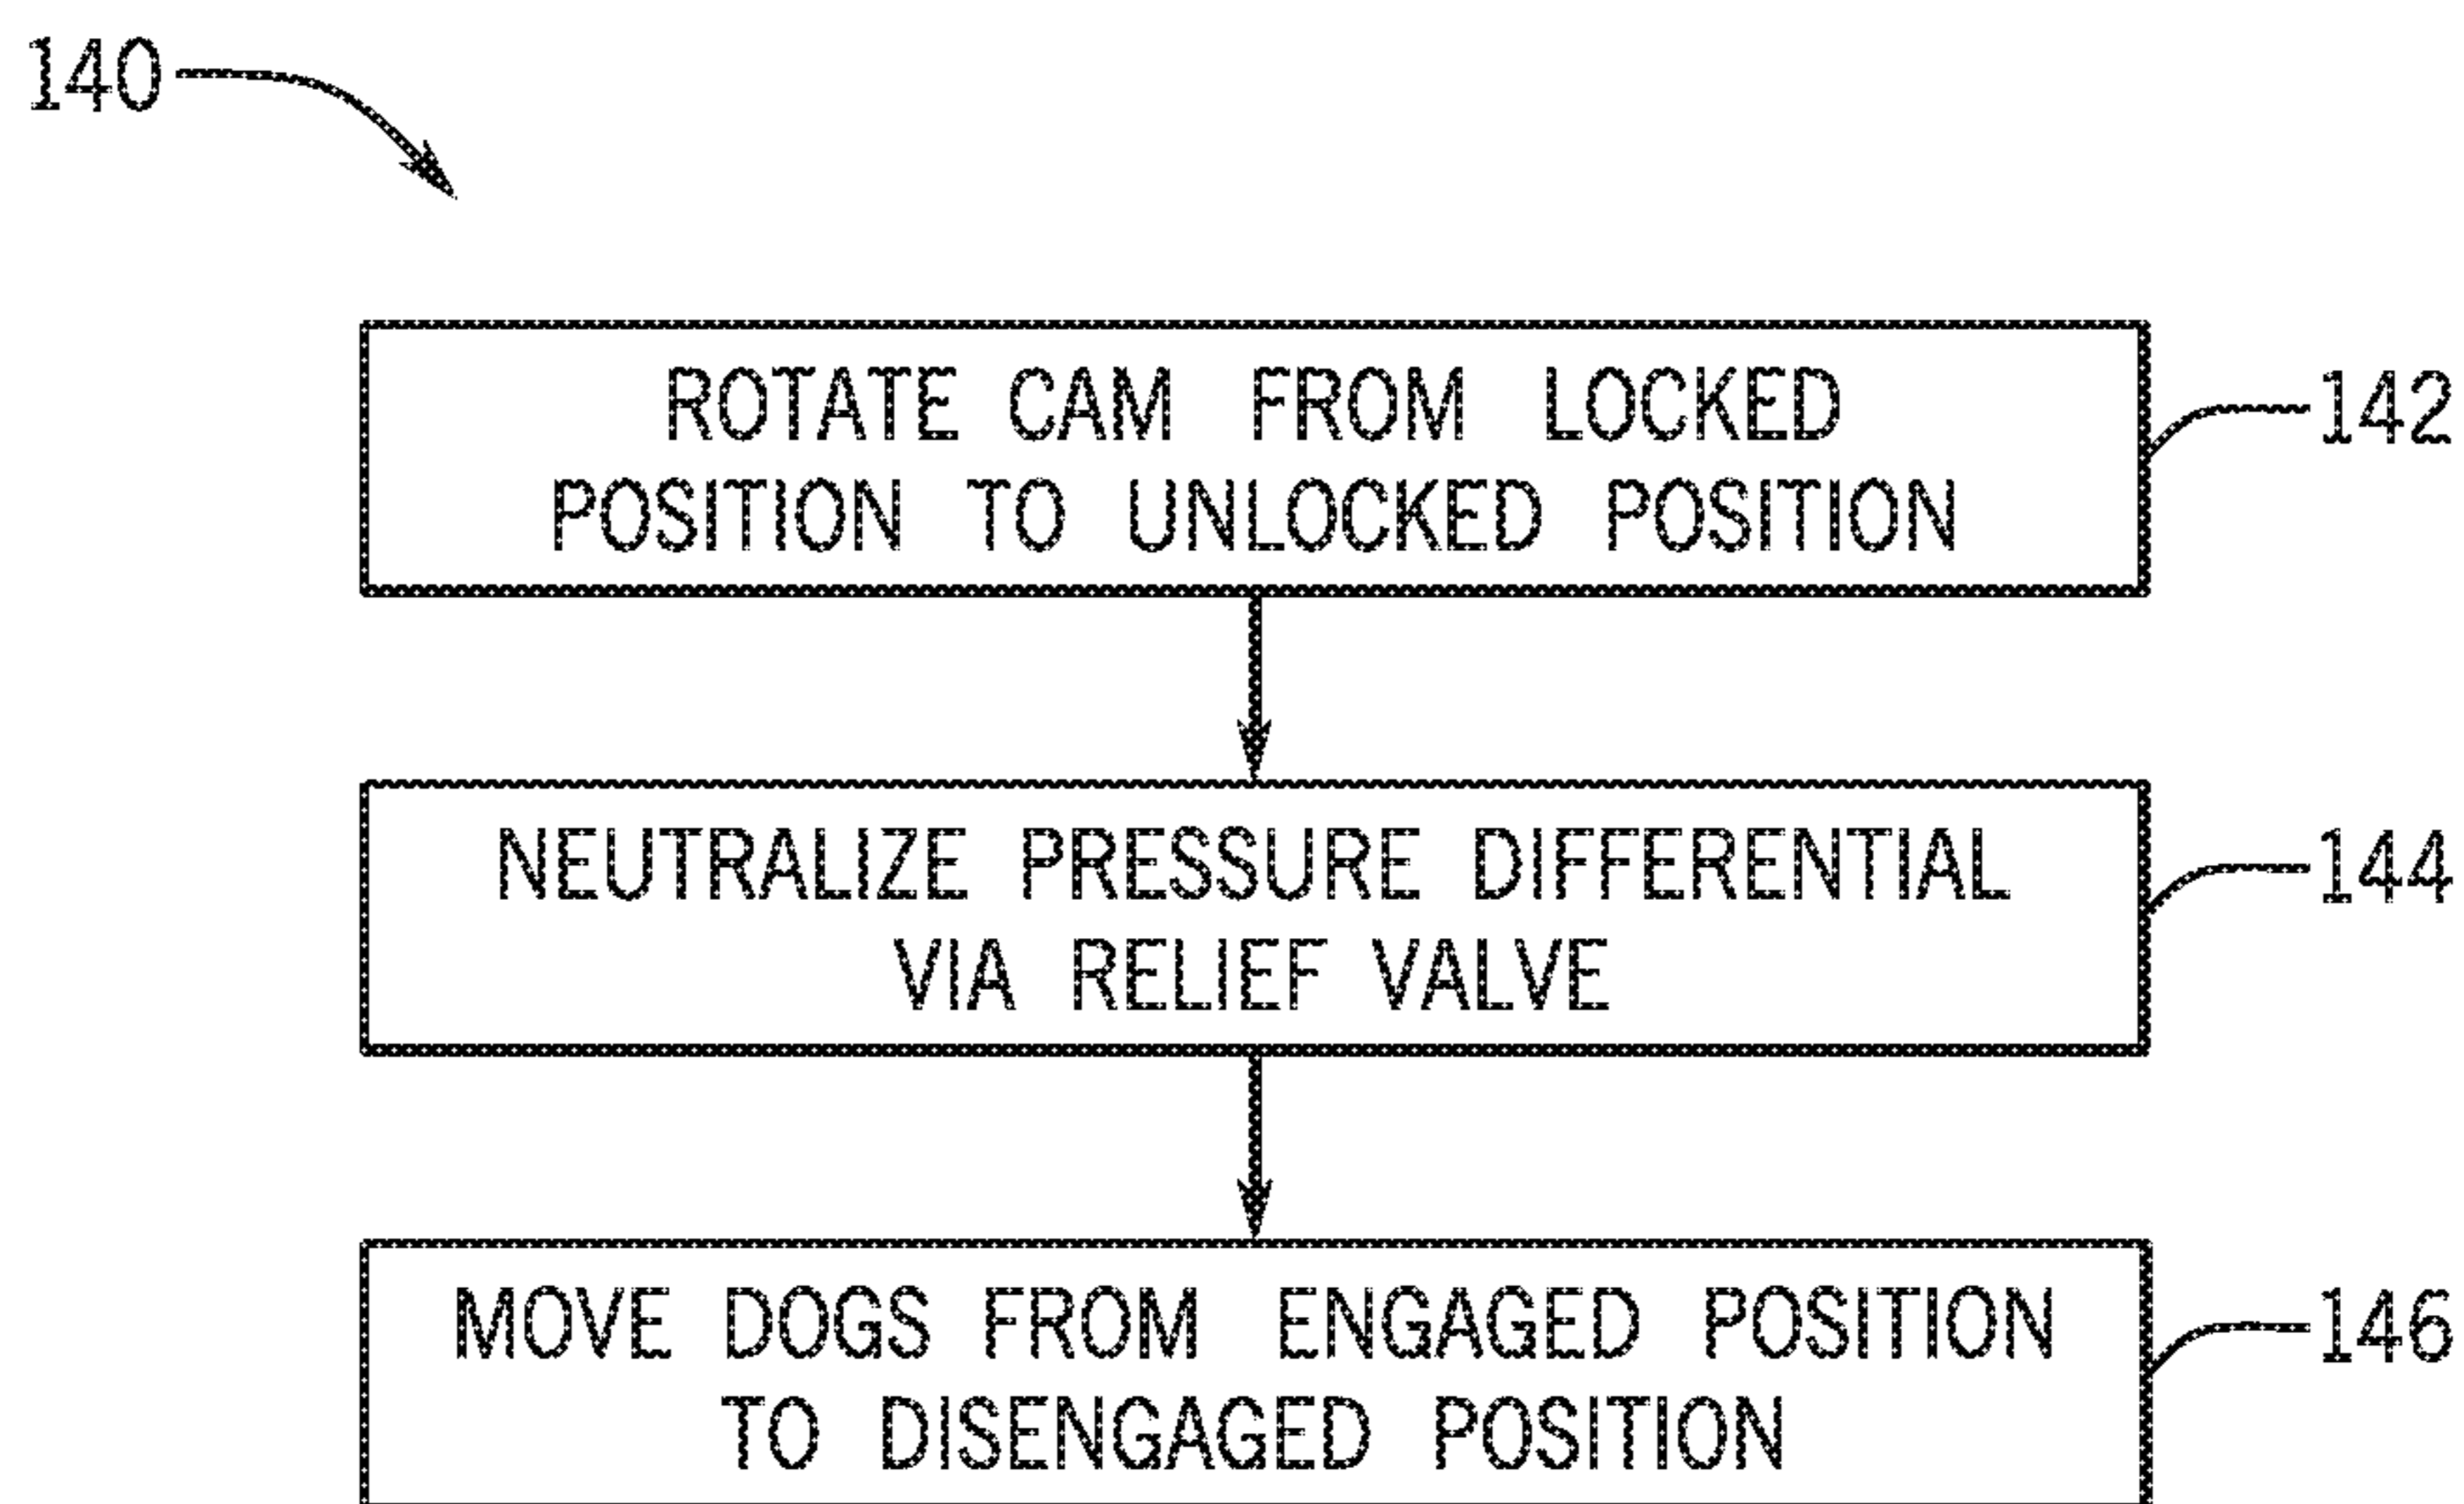 140
ROTATE CAM FROM LOCKED
POSITION TO UNLOCKED POSITION
142
NEUTRALIZE PRESSURE DIFFERENTIAL
VIA RELIEF VALVE
144
MOVE DOGS FROM ENGAGED POSITION
TO DISENGAGED POSITION
146